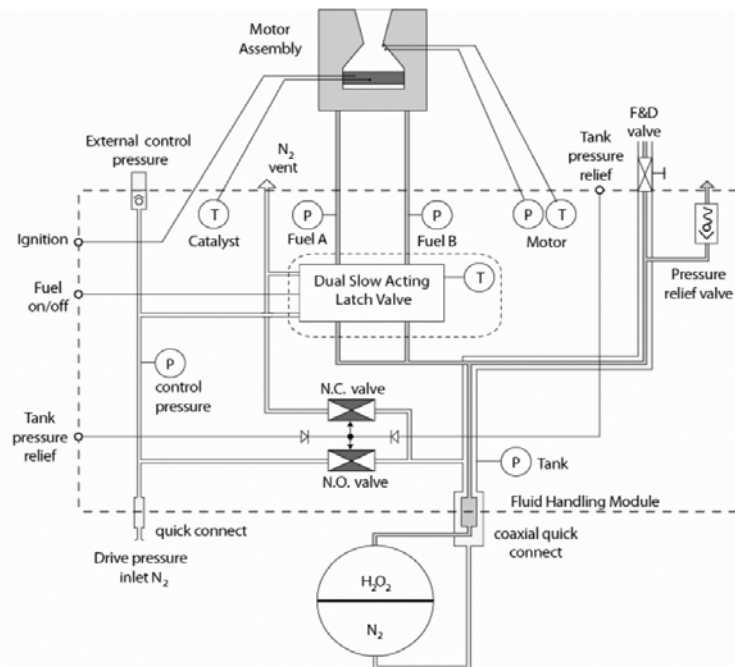 Motor
Assembly
F&D
valve
External control
pressure
N₂
vent
Tank
pressure
relief
T
Catalyst
P
Fuel A
P
Fuel B
P
T
Motor
Ignition
Fuel
on/off
Dual Slow Acting
Latch Valve
T
Pressure
relief valve
P
control
pressure
N.C. valve
Tank
pressure
relief
N.O. valve
P
Tank
Fluid Handling Module
quick connect
coaxial quick
connect
Drive pressure
inlet N₂
H₂O₂
N₂